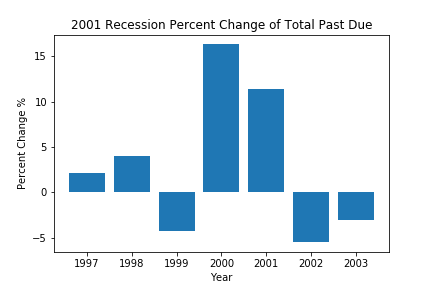 2001 Recession Percent Change of Total Past Due
Percent Change %
15
10
5
0
−5
1997 1998 1999 2000 2001 2002 2003
Year